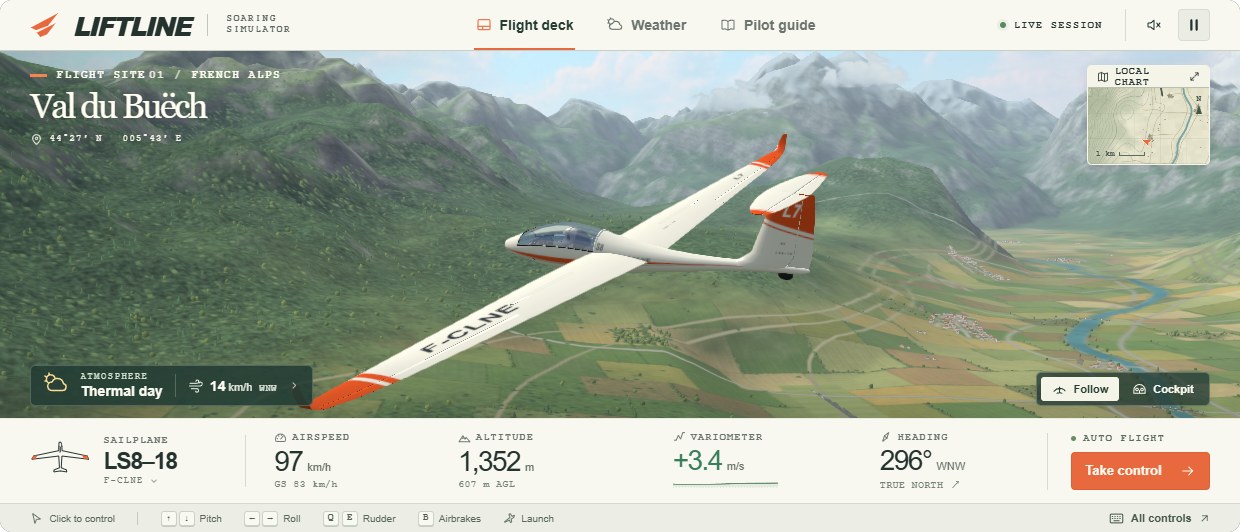 LIFTLINE
SOARING
SIMULATOR
Flight deck
Weather
Pilot guide
LIVE SESSION
FLIGHT SITE 01 / FRENCH ALPS
Val du Buëch
44°27′ N 005°43′ E
LOCAL
CHART
N
1 km
L7
L7
F-CLNE
ATMOSPHERE
Thermal day
14 km/h WNW
Follow
Cockpit
SAILPLANE
LS8–18
F-CLNE
AIRSPEED
97 km/h
GS 83 km/h
ALTITUDE
1,352 m
607 m AGL
VARIOMETER
+3.4 m/s
HEADING
296° WNW
TRUE NORTH ↗
AUTO FLIGHT
Take control →
Click to control
↑ ↓ Pitch
← → Roll
Q E Rudder
B Airbrakes
Launch
All controls ↗